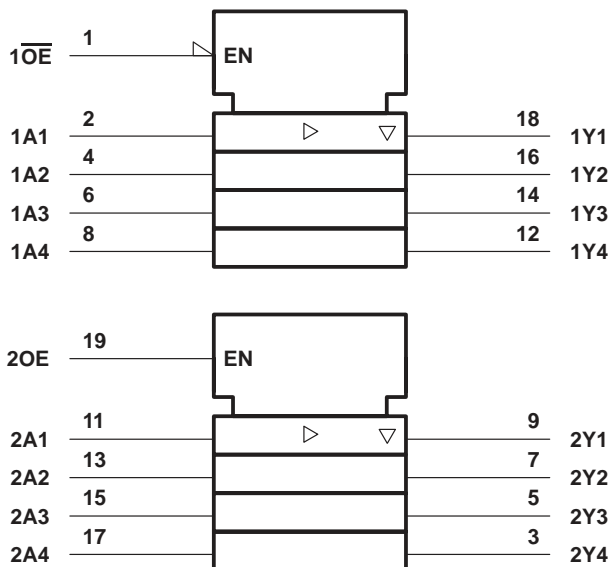 1O̅E̅ 1 EN
1A1 2 18 1Y1
1A2 4 16 1Y2
1A3 6 14 1Y3
1A4 8 12 1Y4
2OE 19 EN
2A1 11 9 2Y1
2A2 13 7 2Y2
2A3 15 5 2Y3
2A4 17 3 2Y4